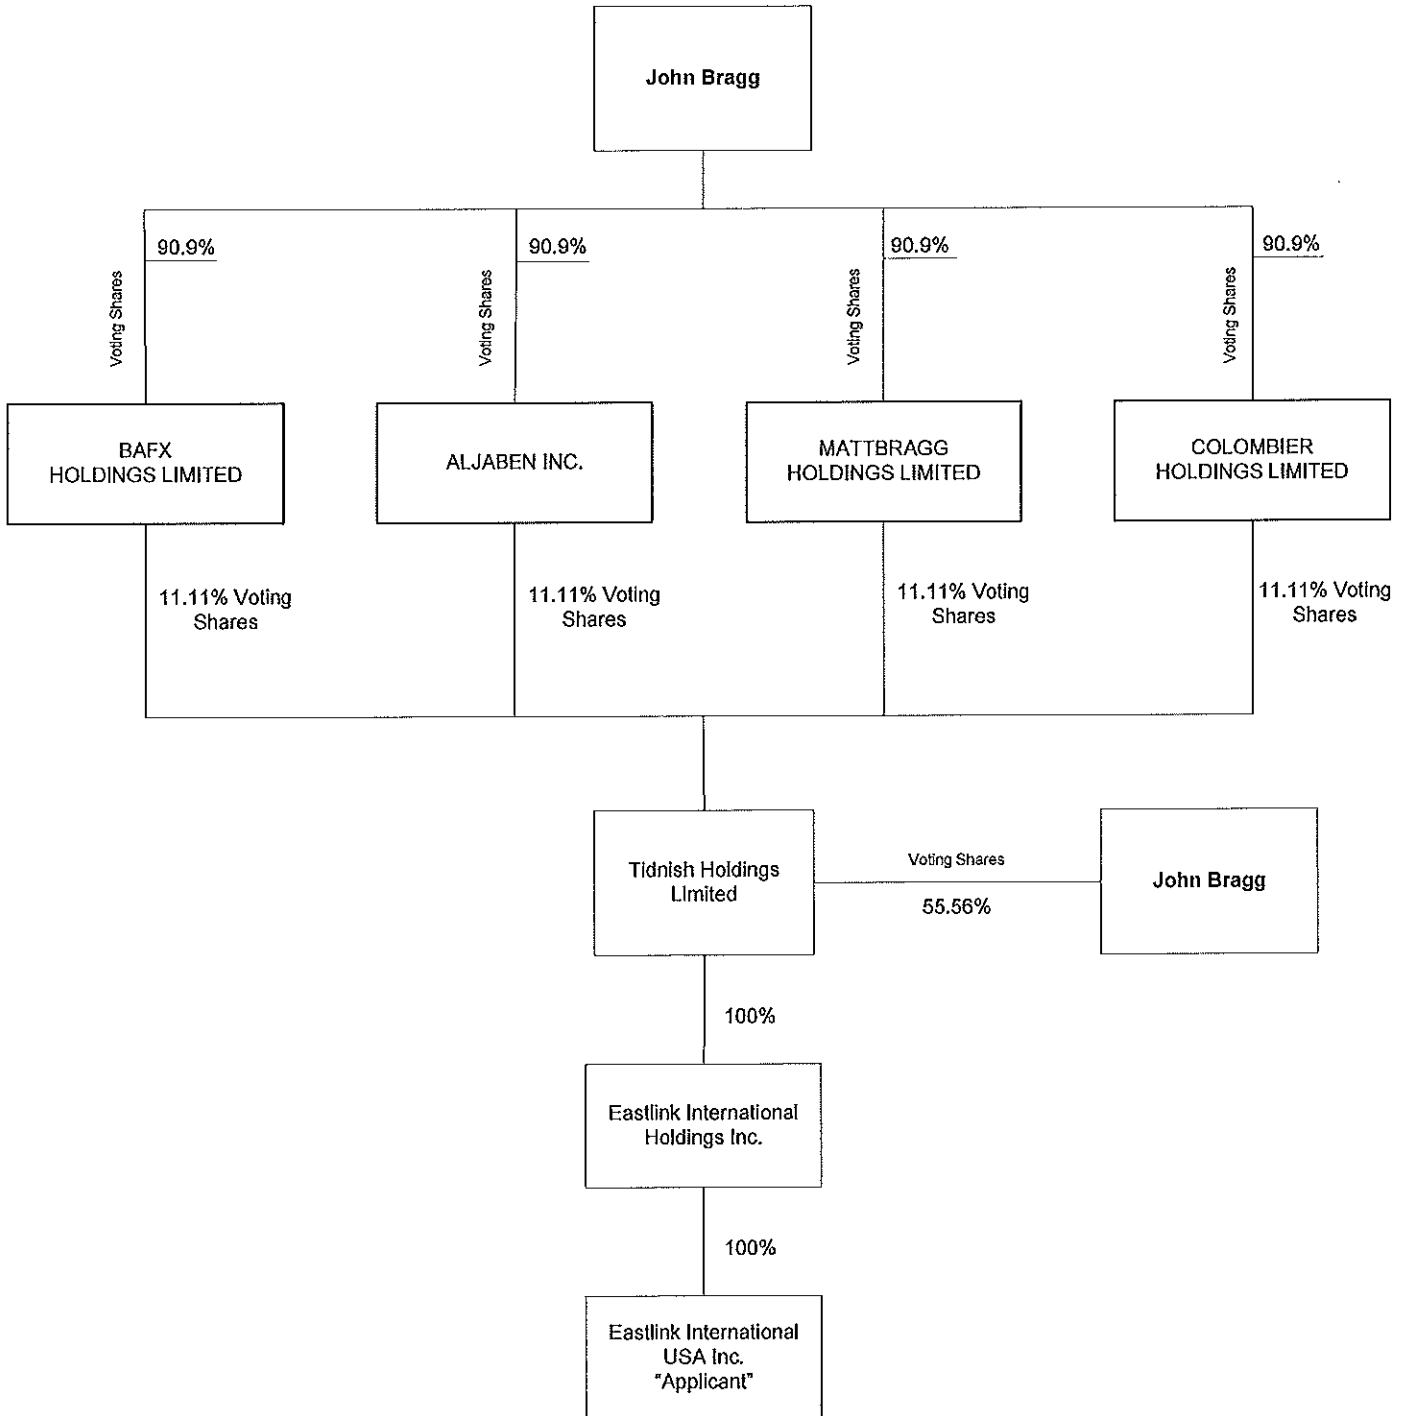 John Bragg
90.9%
90.9%
90.9%
90.9%
Voting Shares
Voting Shares
Voting Shares
Voting Shares
BAFX
HOLDINGS LIMITED
ALJABEN INC.
MATTBRAGG
HOLDINGS LIMITED
COLOMBIER
HOLDINGS LIMITED
11.11% Voting
Shares
11.11% Voting
Shares
11.11% Voting
Shares
11.11% Voting
Shares
Tidnish Holdings
Limited
Voting Shares
55.56%
John Bragg
100%
Eastlink International
Holdings Inc.
100%
Eastlink International
USA Inc.
"Applicant"